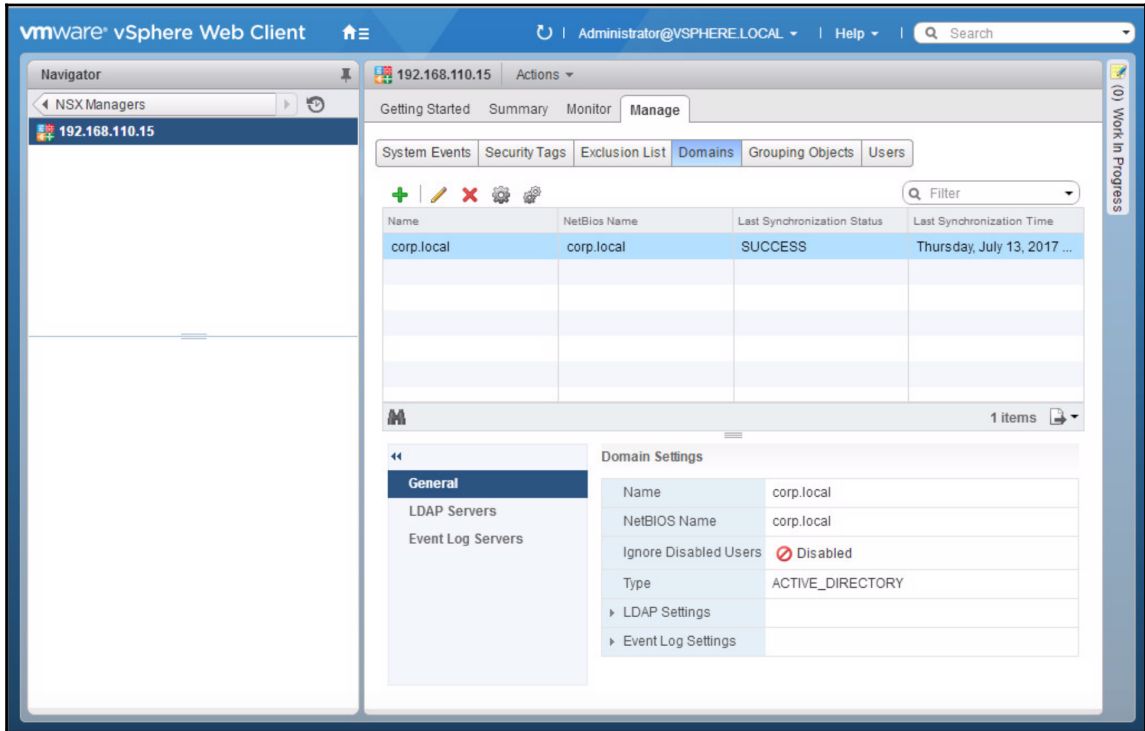 vmware® vSphere Web Client
Administrator@VSPHERE.LOCAL | Help | Search
Navigator
NSX Managers
192.168.110.15
192.168.110.15 Actions
Getting Started Summary Monitor Manage
System Events Security Tags Exclusion List Domains Grouping Objects Users
Filter
Name NetBios Name Last Synchronization Status Last Synchronization Time
corp.local corp.local SUCCESS Thursday, July 13, 2017 ...
1 items
General
LDAP Servers
Event Log Servers
Domain Settings
Name corp.local
NetBIOS Name corp.local
Ignore Disabled Users Disabled
Type ACTIVE_DIRECTORY
LDAP Settings
Event Log Settings
(0) Work In Progress